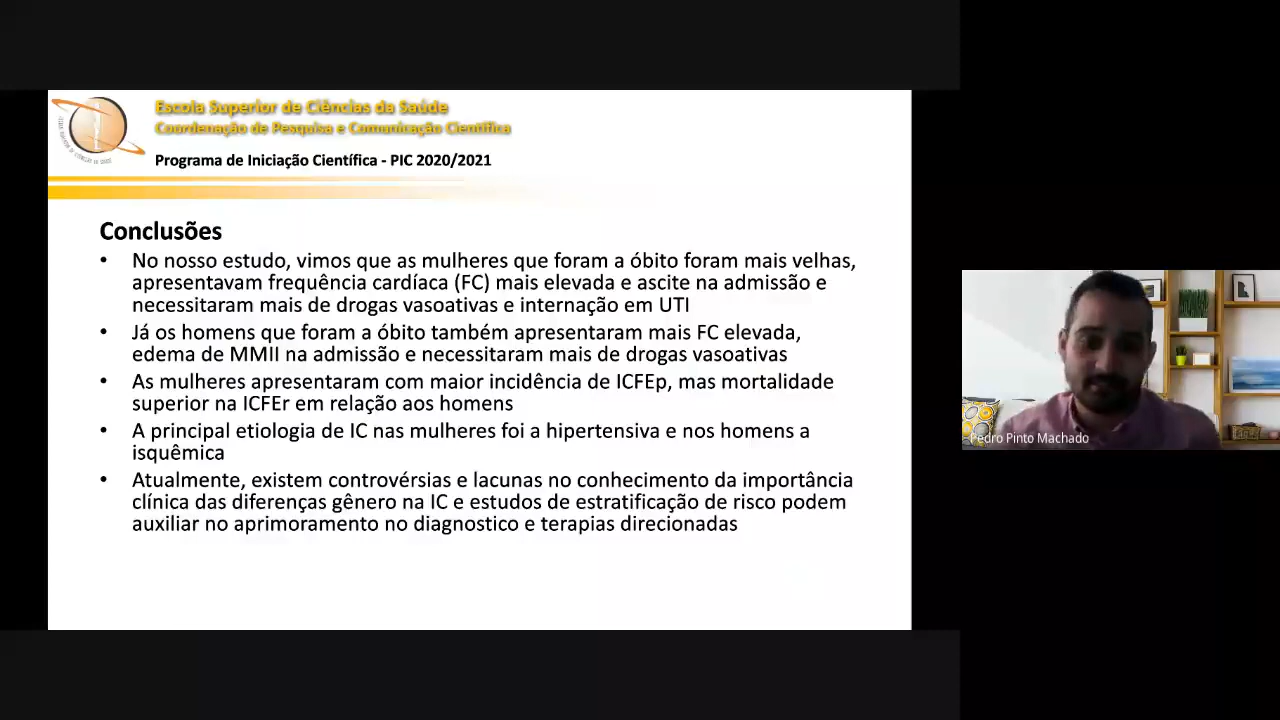 Escola Superior de Ciências da Saúde
Coordenação de Pesquisa e Comunicação Científica
Programa de Iniciação Científica - PIC 2020/2021
Conclusões
• No nosso estudo, vimos que as mulheres que foram a óbito foram mais velhas,
apresentavam frequência cardíaca (FC) mais elevada e ascite na admissão e
necessitaram mais de drogas vasoativas e internação em UTI
• Já os homens que foram a óbito também apresentaram mais FC elevada,
edema de MMII na admissão e necessitaram mais de drogas vasoativas
• As mulheres apresentaram com maior incidência de ICFEp, mas mortalidade
superior na ICFEr em relação aos homens
• A principal etiologia de IC nas mulheres foi a hipertensiva e nos homens a
isquêmica
• Atualmente, existem controvérsias e lacunas no conhecimento da importância
clínica das diferenças gênero na IC e estudos de estratificação de risco podem
auxiliar no aprimoramento no diagnostico e terapias direcionadas
Pedro Pinto Machado